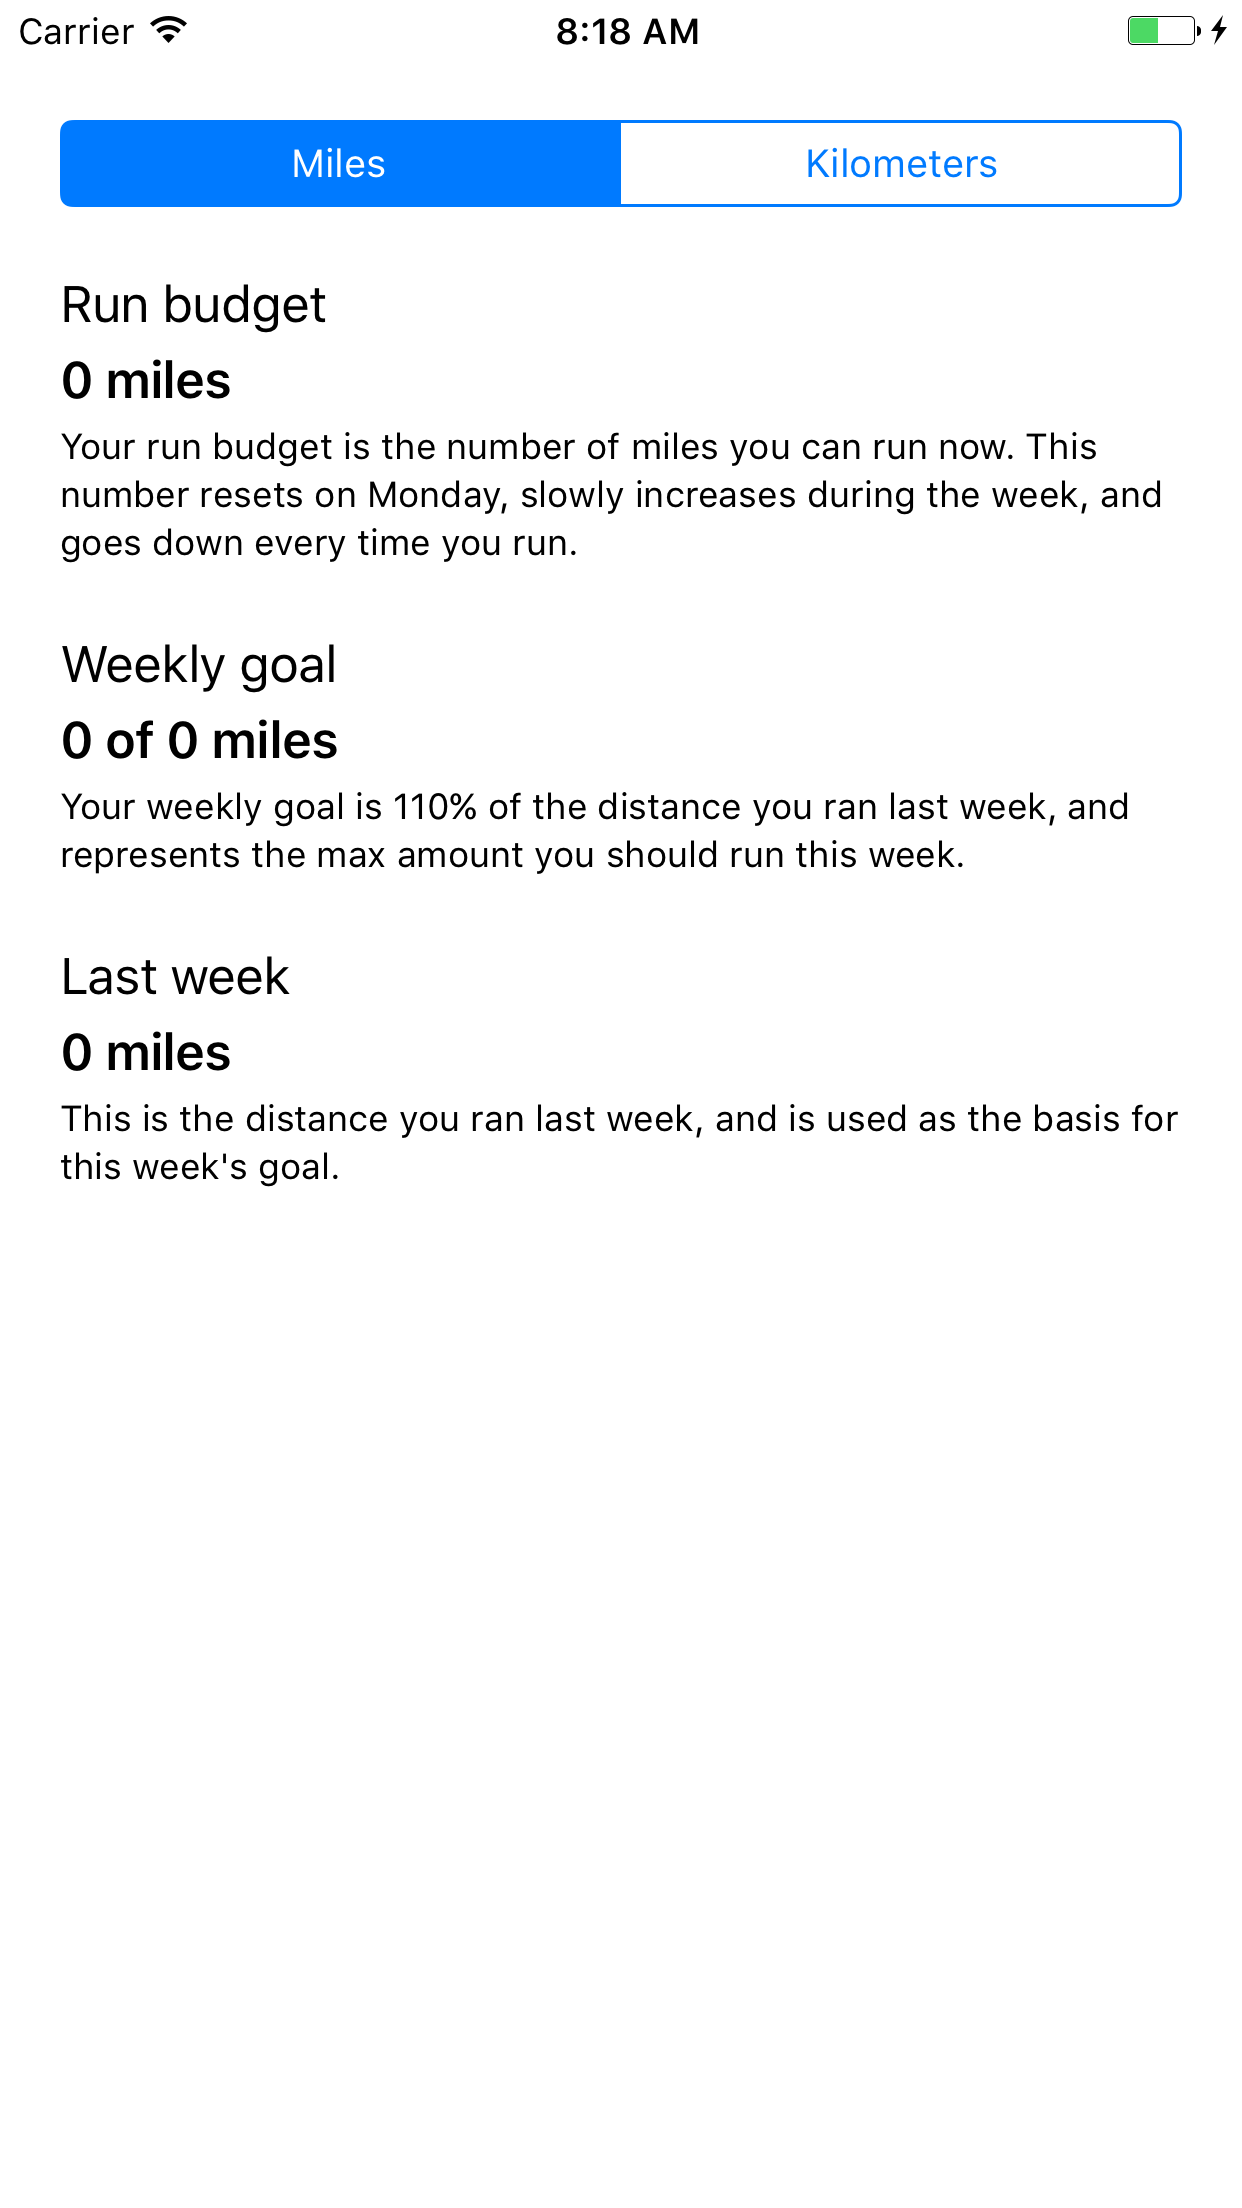 Carrier 8:18 AM
Miles Kilometers
Run budget
0 miles
Your run budget is the number of miles you can run now. This
number resets on Monday, slowly increases during the week, and
goes down every time you run.
Weekly goal
0 of 0 miles
Your weekly goal is 110% of the distance you ran last week, and
represents the max amount you should run this week.
Last week
0 miles
This is the distance you ran last week, and is used as the basis for
this week's goal.